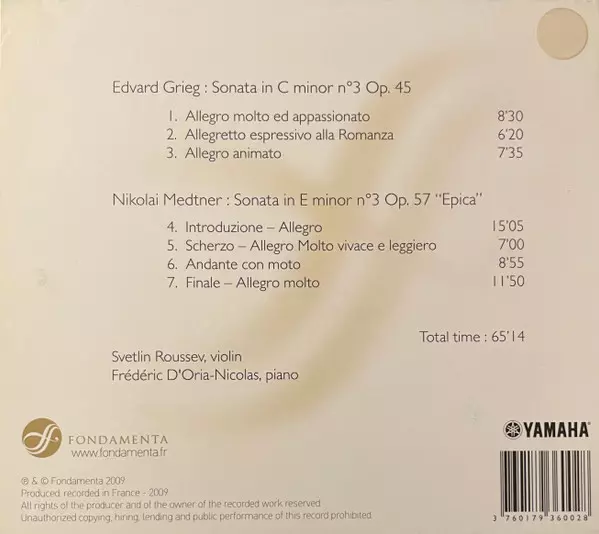 Edvard Grieg : Sonata in C minor n°3 Op. 45
1. Allegro molto ed appassionato 8'30
2. Allegretto espressivo alla Romanza 6'20
3. Allegro animato 7'35
Nikolai Medtner : Sonata in E minor n°3 Op. 57 "Epica"
4. Introduzione – Allegro 15'05
5. Scherzo – Allegro Molto vivace e leggiero 7'00
6. Andante con moto 8'55
7. Finale – Allegro molto 11'50
Total time : 65'14
Svetlin Roussev, violin
Frédéric D'Oria-Nicolas, piano
FONDAMENTA
www.fondamenta.fr
YAMAHA
℗ & © Fondamenta 2009
Produced, recorded in France - 2009
All rights of the producer and of the owner of the recorded work reserved
Unauthorized copying, hiring, lending and public performance of this record prohibited
3 760179 360028